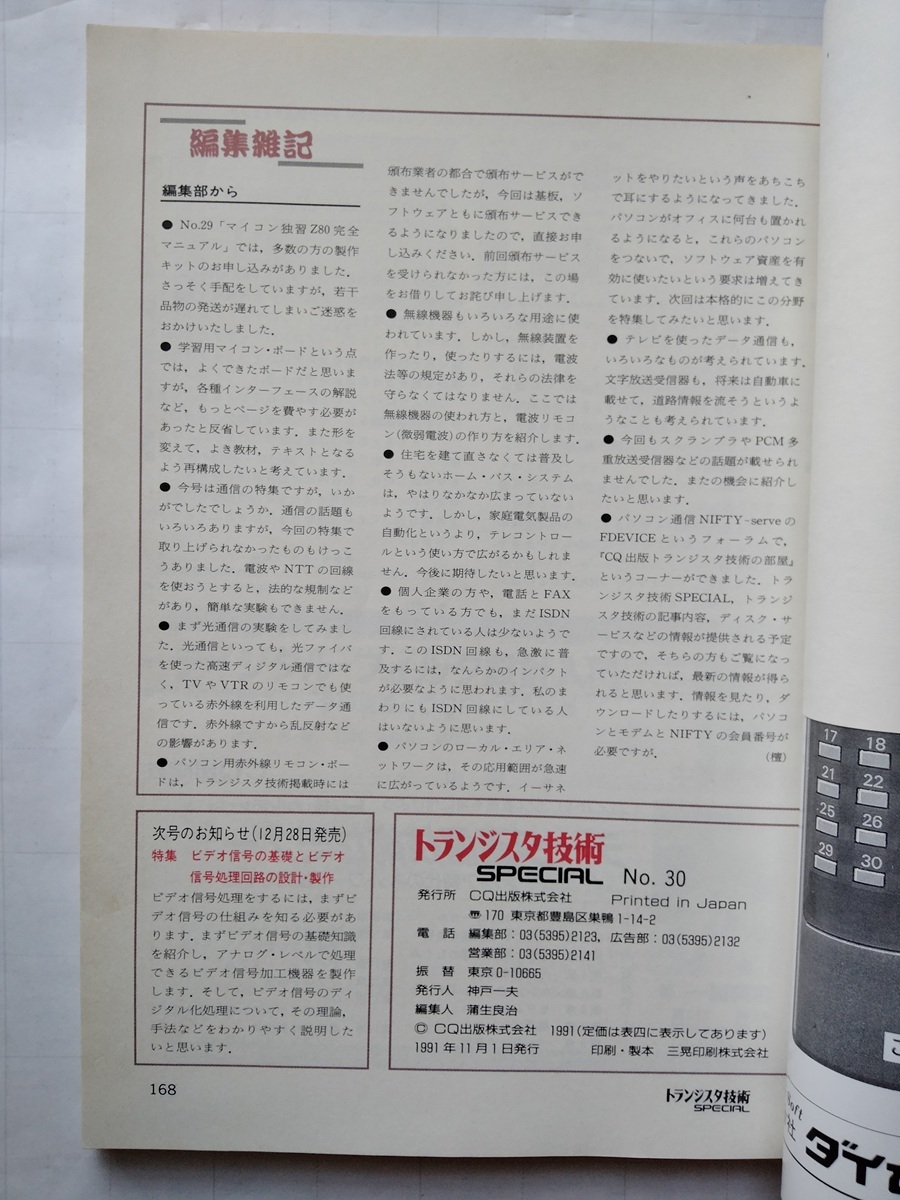 編集雑記
編集部から
● No.29「マイコン独習Z80完全
マニュアル」では，多数の方の製作
キットのお申し込みがありました．
さっそく手配をしていますが，若干
品物の発送が遅れてしまいご迷惑を
おかけいたしました．
● 学習用マイコン・ボードという点
では，よくできたボードだと思いま
すが，各種インターフェースの解説
など，もっとページを費やす必要が
あったと反省しています．また形を
変えて，よき教材，テキストとなる
よう再構成したいと考えています．
● 今号は通信の特集ですが，いか
がでしたでしょうか．通信の話題も
いろいろありますが，今回の特集で
取り上げられなかったものもけっこ
うありました．電波やNTTの回線
を使おうとすると，法的な規制など
があり，簡単な実験もできません．
● まず光通信の実験をしてみまし
た．光通信といっても，光ファイバ
を使った高速ディジタル通信ではな
く，TVやVTRのリモコンでも使
っている赤外線を利用したデータ通
信です．赤外線ですから乱反射など
の影響があります．
● パソコン用赤外線リモコン・ボー
ドは，トランジスタ技術掲載時には
頒布業者の都合で頒布サービスがで
きませんでしたが，今回は基板，ソ
フトウェアともに頒布サービスでき
るようになりましたので，直接お申
し込みください．前回頒布サービス
を受けられなかった方には，この場
をお借りしてお詫び申し上げます．
● 無線機器もいろいろな用途に使
われています．しかし，無線装置を
作ったり，使ったりするには，電波
法等の規定があり，それらの法律を
守らなくてはなりません．ここでは
無線機器の使われ方と，電波リモコ
ン(微弱電波)の作り方を紹介します．
● 住宅を建て直さなくては普及し
そうもないホーム・バス・システム
は，やはりなかなか広まっていない
ようです．しかし，家庭電気製品の
自動化というより，テレコントロー
ルという使い方で広がるかもしれま
せん．今後に期待したいと思います．
● 個人企業の方や，電話とFAX
をもっている方でも，まだISDN
回線にされている人は少ないようで
す．このISDN回線も，急激に普
及するには，なんらかのインパクト
が必要なように思われます．私のま
わりにもISDN回線にしている人
はいないように思います．
● パソコンのローカル・エリア・ネ
ットワークは，その応用範囲が急速
に広がっているようです．イーサネ
ットをやりたいという声をあちこち
で耳にするようになってきました．
パソコンがオフィスに何台も置かれ
るようになると，これらのパソコン
をつないで，ソフトウェア資産を有
効に使いたいという要求は増えてき
ています．次回は本格的にこの分野
を特集してみたいと思います．
● テレビを使ったデータ通信も，
いろいろなものが考えられています．
文字放送受信器も，将来は自動車に
載せて，道路情報を流そうというよ
うなことも考えられています．
● 今回もスクランブラやPCM多
重放送受信器などの話題が載せられ
ませんでした．またの機会に紹介し
たいと思います．
● パソコン通信NIFTY-serveの
FDEVICEというフォーラムで，
『CQ出版トランジスタ技術の部屋』
というコーナーができました．トラ
ンジスタ技術SPECIAL，トランジ
スタ技術の記事内容，ディスク・サ
ービスなどの情報が提供される予定
ですので，そちらの方もご覧になっ
ていただければ，最新の情報が得ら
れると思います．情報を見たり，ダ
ウンロードしたりするには，パソコ
ンとモデムとNIFTYの会員番号が
必要ですが． (檀)
次号のお知らせ(12月28日発売)
特集 ビデオ信号の基礎とビデオ
信号処理回路の設計・製作
ビデオ信号処理をするには，まずビ
デオ信号の仕組みを知る必要があ
ります．まずビデオ信号の基礎知識
を紹介し，アナログ・レベルで処理
できるビデオ信号加工機器を製作
します．そして，ビデオ信号のディ
ジタル化処理について，その理論，
手法などをわかりやすく説明した
いと思います．
トランジスタ技術
SPECIAL No. 30
発行所 CQ出版株式会社 Printed in Japan
〠170 東京都豊島区巣鴨1-14-2
電 話 編集部：03(5395)2123，広告部：03(5395)2132
営業部：03(5395)2141
振 替 東京0-10665
発行人 神戸一夫
編集人 蒲生良治
© CQ出版株式会社 1991(定価は表四に表示してあります)
1991年11月1日発行 印刷・製本 三晃印刷株式会社
168
トランジスタ技術
SPECIAL
17 18
21 22
25 26
29 30
社
ダイ